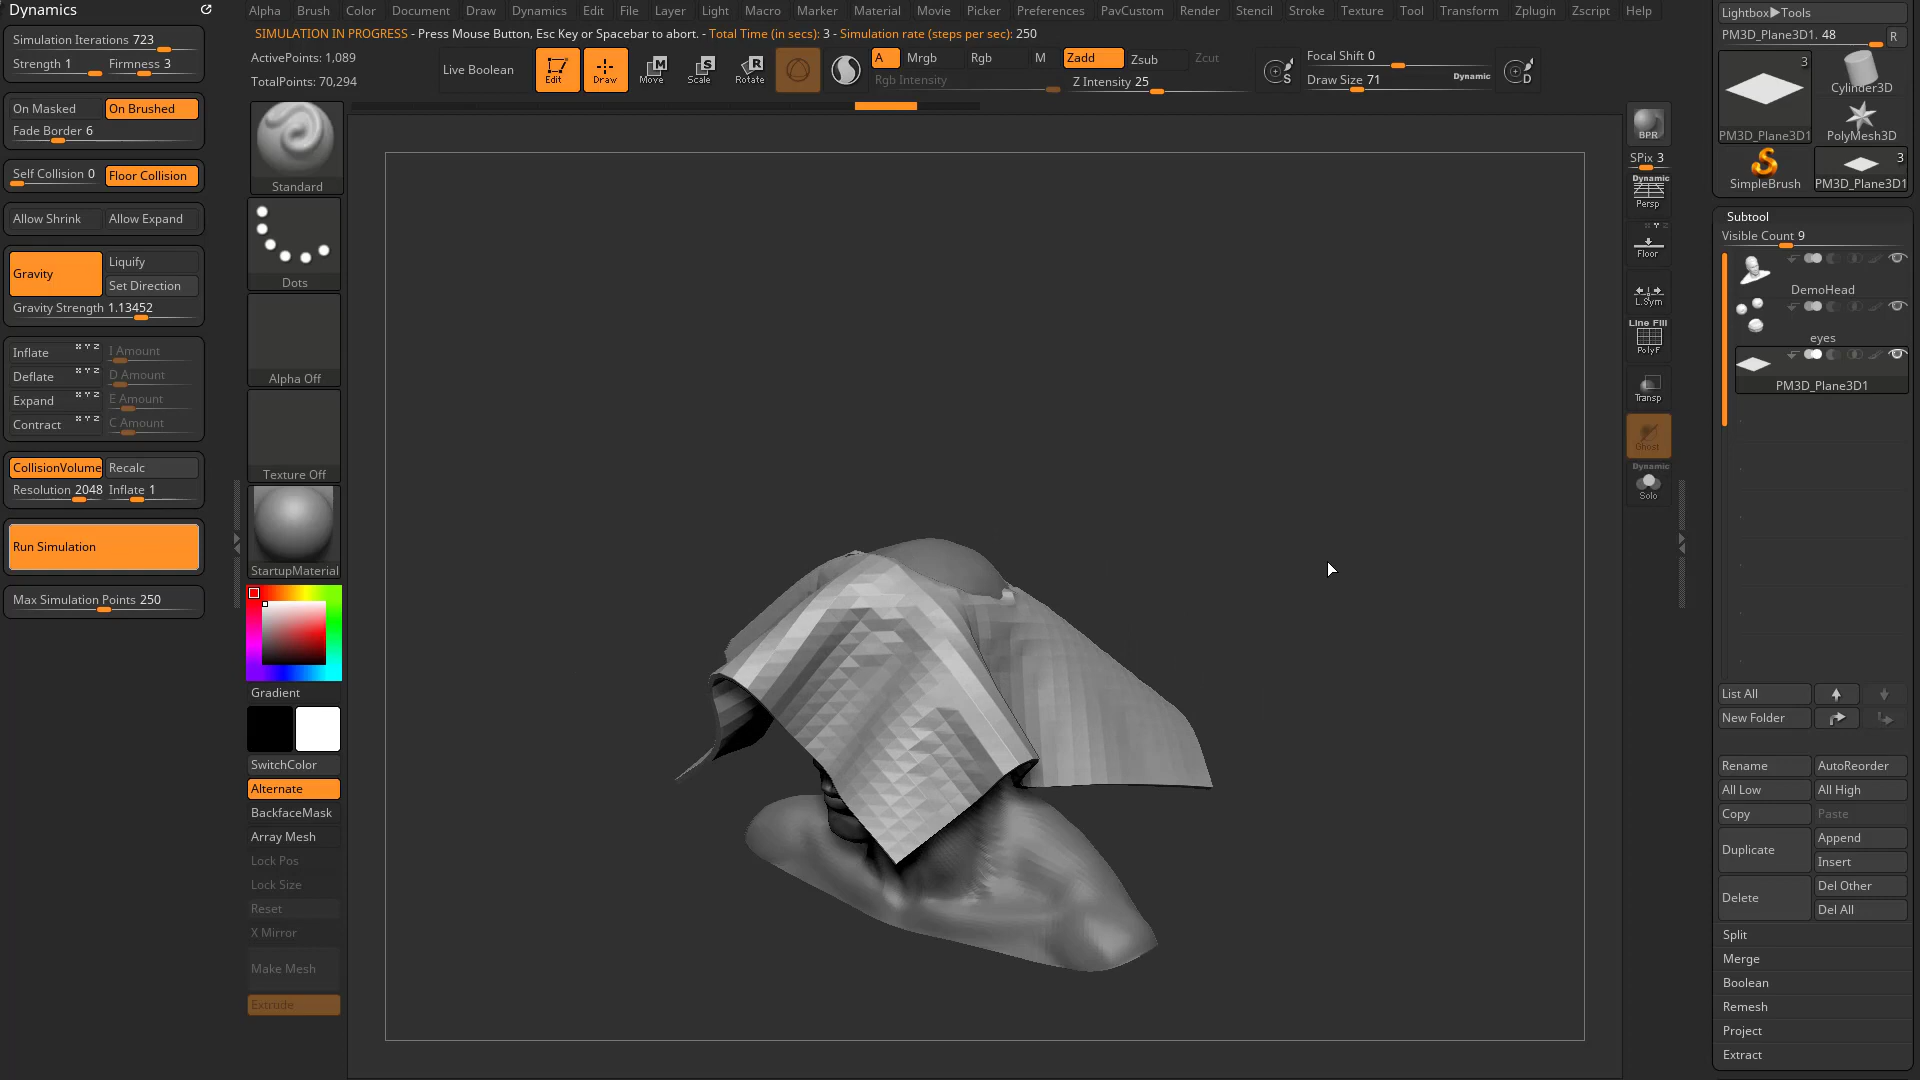 Dynamics
Alpha Brush Color Document Draw Dynamics Edit File Layer Light Macro Marker Material Movie Picker Preferences PavCustom Render Stencil Stroke Texture Tool Transform Zplugin Zscript Help
SIMULATION IN PROGRESS - Press Mouse Button, Esc Key or Spacebar to abort. - Total Time (in secs): 3 - Simulation rate (steps per sec): 250
ActivePoints: 1,089
TotalPoints: 70,294
Live Boolean
Edit
Draw
Move
Scale
Rotate
A
Mrgb
Rgb
M
Zadd
Zsub
Zcut
Rgb Intensity
Z Intensity 25
Focal Shift 0
Draw Size 71
Dynamic
Simulation Iterations 723
Strength 1
Firmness 3
On Masked
On Brushed
Fade Border 6
Self Collision 0
Floor Collision
Allow Shrink
Allow Expand
Gravity
Liquify
Set Direction
Gravity Strength 1.13452
Inflate
I Amount
Deflate
D Amount
Expand
E Amount
Contract
C Amount
CollisionVolume
Recalc
Resolution 2048
Inflate 1
Run Simulation
Max Simulation Points 250
Standard
Dots
Alpha Off
Texture Off
StartupMaterial
Gradient
SwitchColor
Alternate
BackfaceMask
Array Mesh
Lock Pos
Lock Size
Reset
X Mirror
Make Mesh
Extrude
BPR
SPix 3
Dynamic
Persp
Floor
L.Sym
Line Fill
PolyF
Transp
Ghost
Dynamic
Solo
Lightbox▶Tools
PM3D_Plane3D1. 48
R
3
PM3D_Plane3D1
Cylinder3D
PolyMesh3D
SimpleBrush
3
PM3D_Plane3D1
Subtool
Visible Count 9
DemoHead
eyes
PM3D_Plane3D1
List All
New Folder
Rename
AutoReorder
All Low
All High
Copy
Paste
Duplicate
Append
Insert
Delete
Del Other
Del All
Split
Merge
Boolean
Remesh
Project
Extract